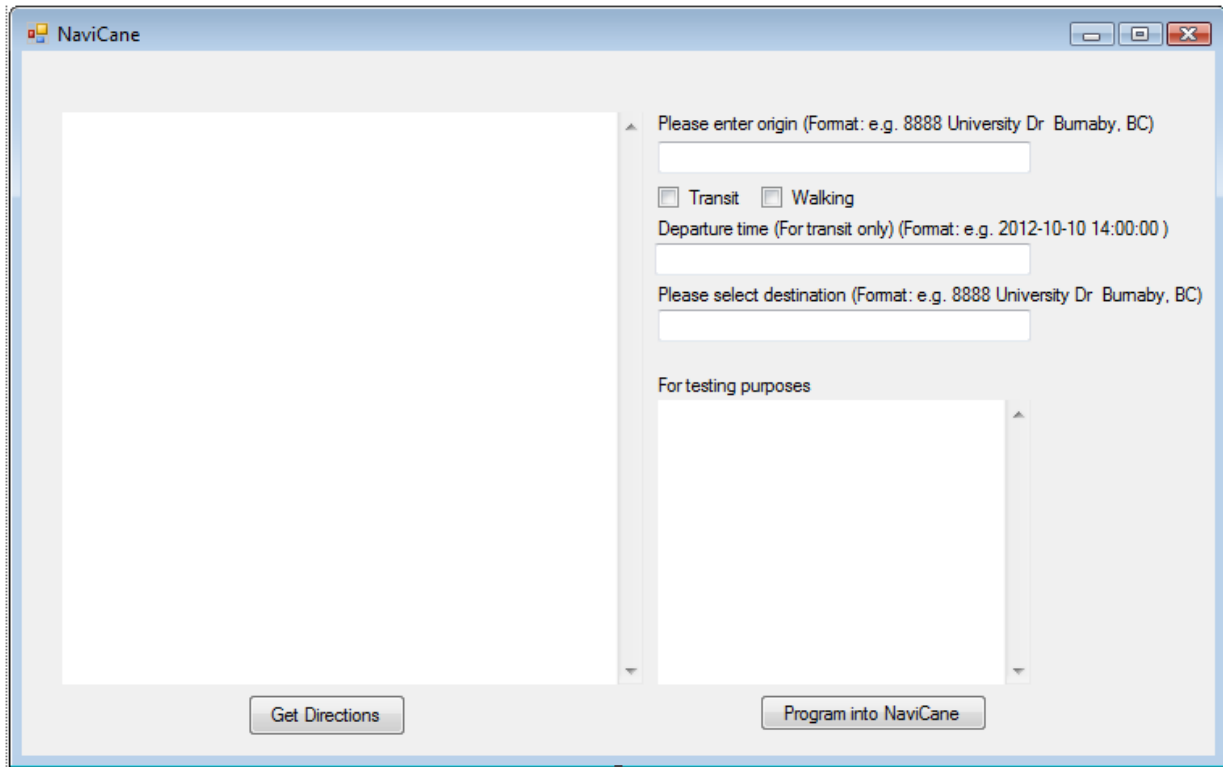 NaviCane
Please enter origin (Format: e.g. 8888 University Dr  Burnaby, BC)
Transit Walking
Departure time (For transit only) (Format: e.g. 2012-10-10 14:00:00 )
Please select destination (Format: e.g. 8888 University Dr  Burnaby, BC)
For testing purposes
Get Directions
Program into NaviCane